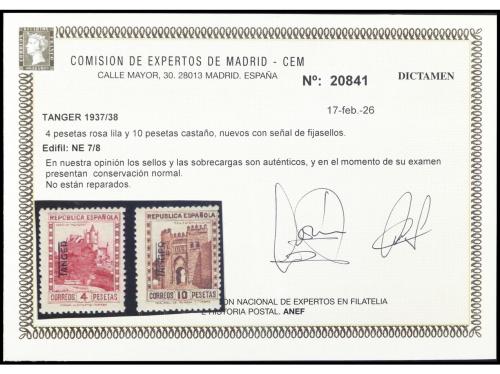 COMISION DE EXPERTOS DE MADRID - CEM
CALLE MAYOR, 30. 28013 MADRID. ESPAÑA
Nº: 20841
DICTAMEN
17-feb.-26
TANGER 1937/38
4 pesetas rosa lila y 10 pesetas castaño, nuevos con señal de fijasellos.
Edifil: NE 7/8
En nuestra opinión los sellos y las sobrecargas son auténticos, y en el momento de su examen
presentan conservación normal.
No están reparados.
REPÚBLICA ESPAÑOLA
TANGER
CORREOS 4 PESETAS
REPÚBLICA ESPAÑOLA
TANGER
CORREOS 10 PESETAS
ON NACIONAL DE EXPERTOS EN FILATELIA
E HISTORIA POSTAL. ANEF